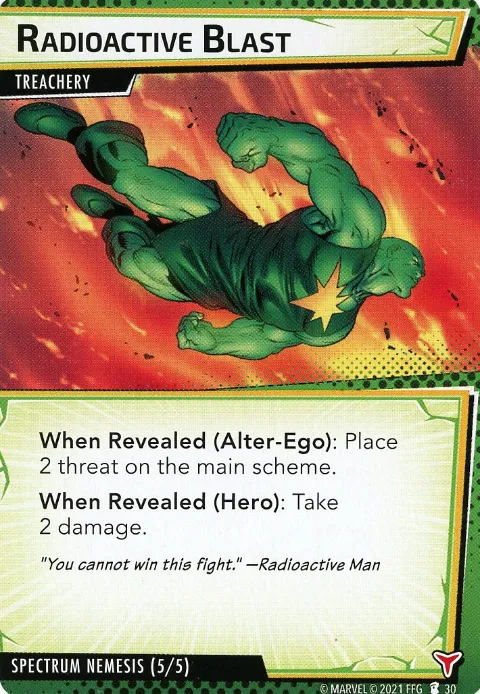 RADIOACTIVE BLAST
TREACHERY
When Revealed (Alter-Ego): Place
2 threat on the main scheme.
When Revealed (Hero): Take
2 damage.
"You cannot win this fight." —Radioactive Man
SPECTRUM NEMESIS (5/5)
© MARVEL © 2021 FFG 30